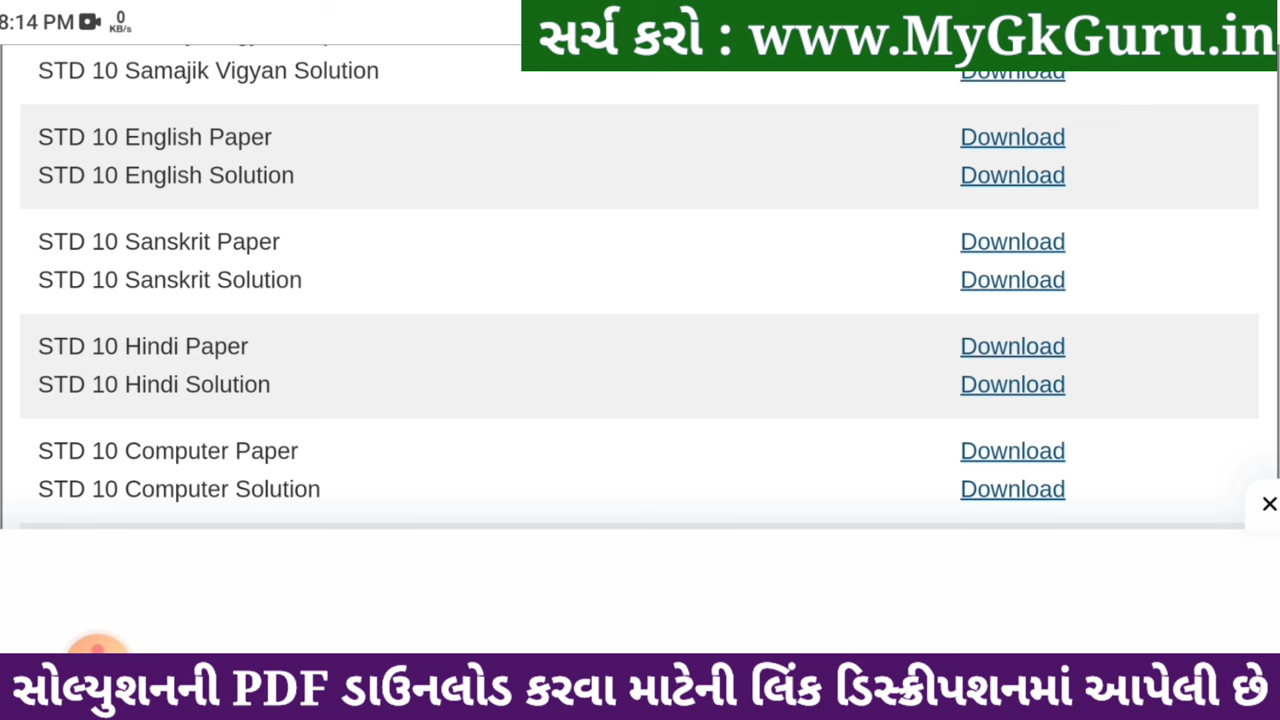 8:14 PM 0 KB/s
સર્ચ કરો : www.MyGkGuru.in
STD 10 Samajik Vigyan Solution Download
STD 10 English Paper Download
STD 10 English Solution Download
STD 10 Sanskrit Paper Download
STD 10 Sanskrit Solution Download
STD 10 Hindi Paper Download
STD 10 Hindi Solution Download
STD 10 Computer Paper Download
STD 10 Computer Solution Download
સોલ્યુશનની PDF ડાઉનલોડ કરવા માટેની લિંક ડિસ્ક્રીપશનમાં આપેલી છે